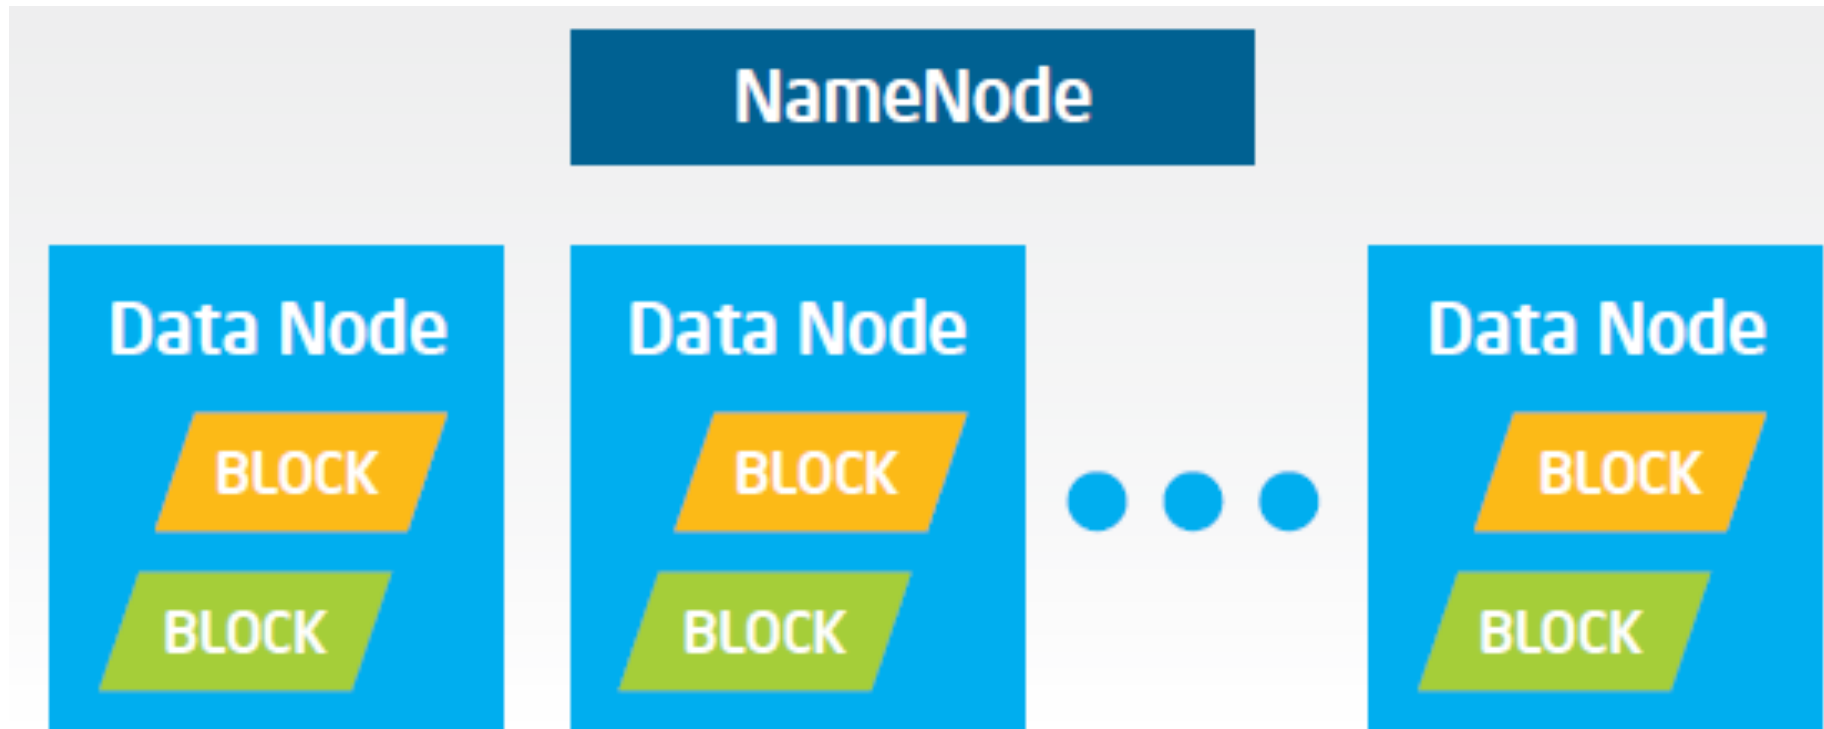 NameNode
Data Node
BLOCK
BLOCK
Data Node
BLOCK
BLOCK
Data Node
BLOCK
BLOCK